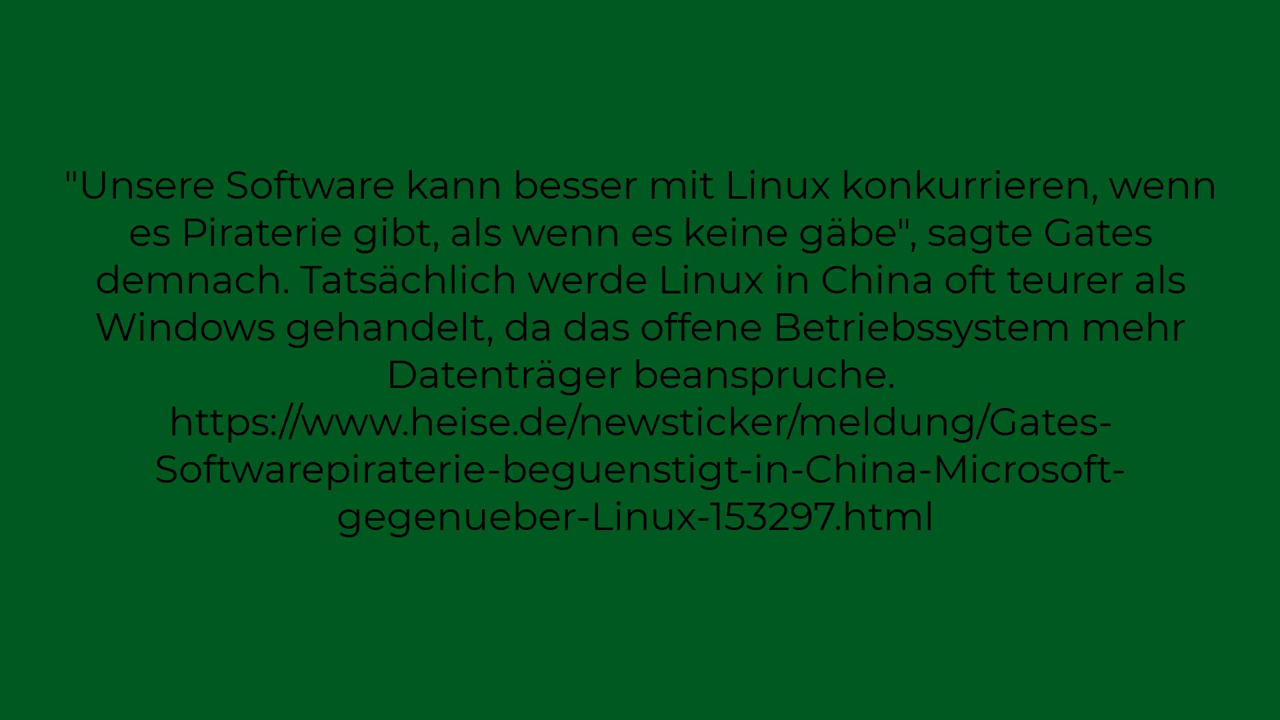 "Unsere Software kann besser mit Linux konkurrieren, wenn
es Piraterie gibt, als wenn es keine gäbe", sagte Gates
demnach. Tatsächlich werde Linux in China oft teurer als
Windows gehandelt, da das offene Betriebssystem mehr
Datenträger beanspruche.
https://www.heise.de/newsticker/meldung/Gates-
Softwarepiraterie-beguenstigt-in-China-Microsoft-
gegenueber-Linux-153297.html